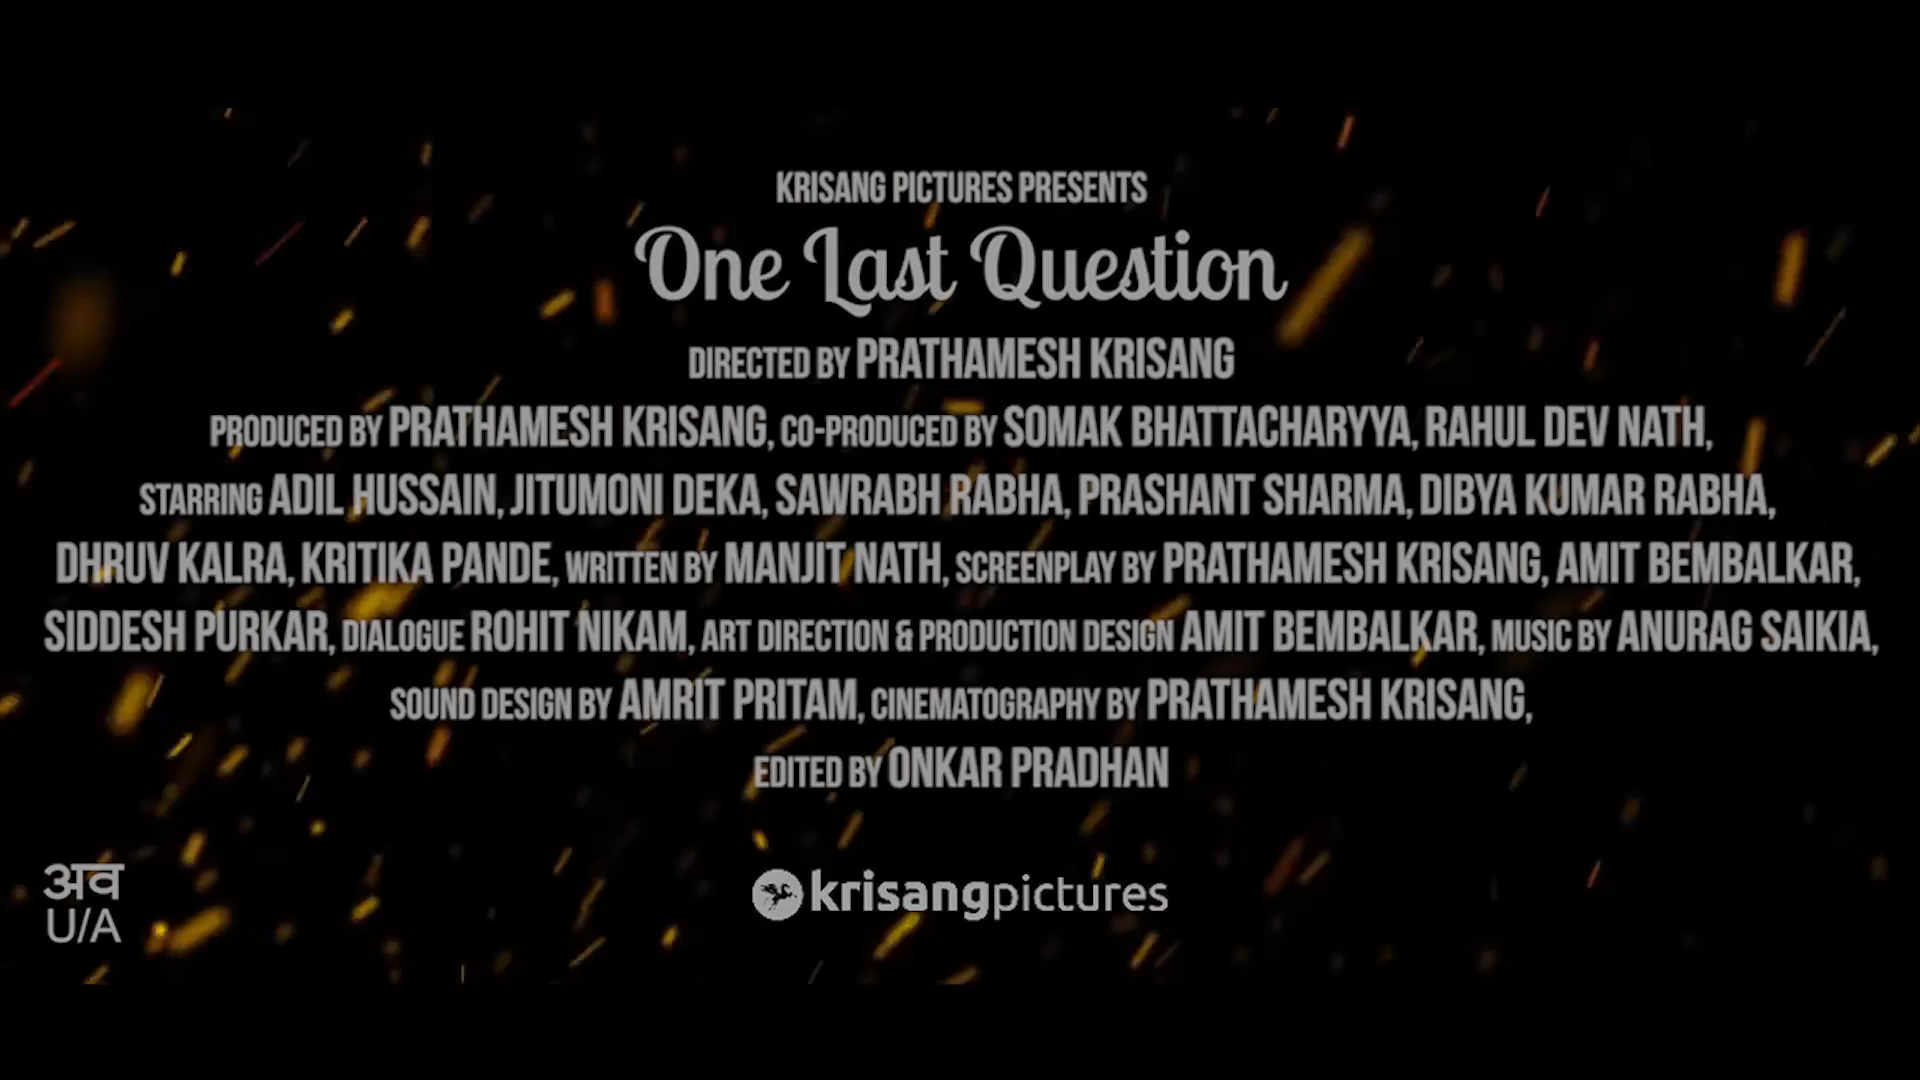 KRISANG PICTURES PRESENTS
One Last Question
DIRECTED BY PRATHAMESH KRISANG
PRODUCED BY PRATHAMESH KRISANG, CO-PRODUCED BY SOMAK BHATTACHARYYA, RAHUL DEV NATH,
STARRING ADIL HUSSAIN, JITUMONI DEKA, SAWRABH RABHA, PRASHANT SHARMA, DIBYA KUMAR RABHA,
DHRUV KALRA, KRITIKA PANDE, WRITTEN BY MANJIT NATH, SCREENPLAY BY PRATHAMESH KRISANG, AMIT BEMBALKAR,
SIDDESH PURKAR, DIALOGUE ROHIT NIKAM, ART DIRECTION & PRODUCTION DESIGN AMIT BEMBALKAR, MUSIC BY ANURAG SAIKIA,
SOUND DESIGN BY AMRIT PRITAM, CINEMATOGRAPHY BY PRATHAMESH KRISANG,
EDITED BY ONKAR PRADHAN
अव
U/A
krisangpictures